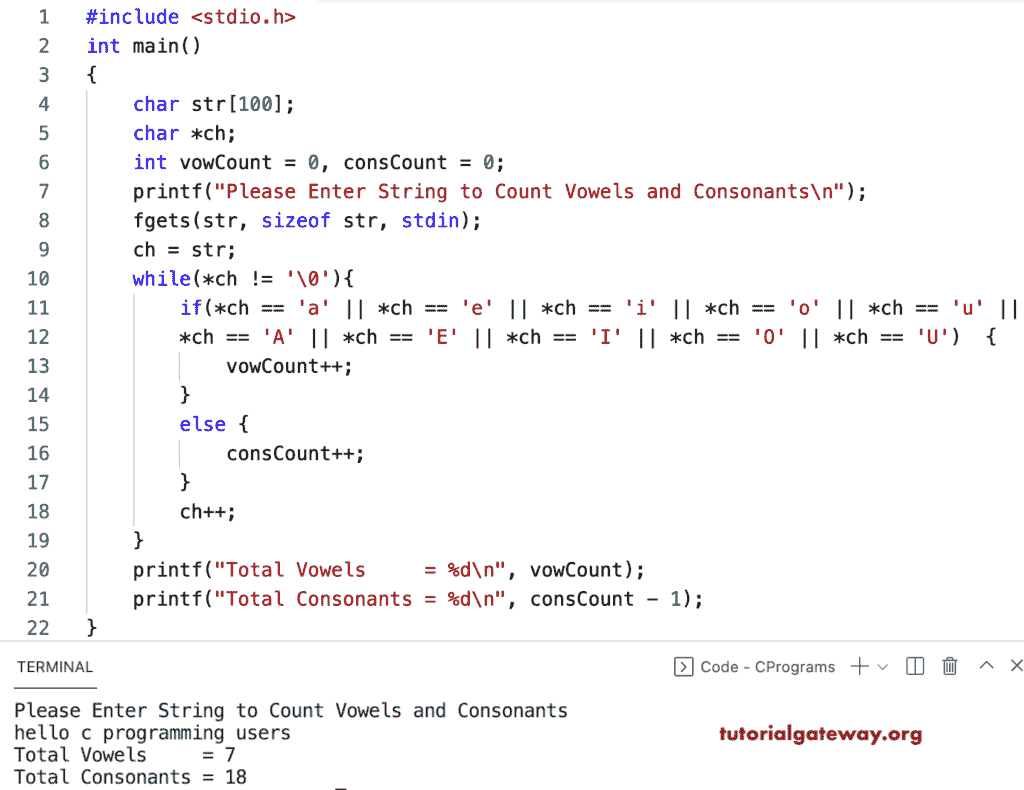 1 #include <stdio.h>
2 int main()
3 {
4 char str[100];
5 char *ch;
6 int vowCount = 0, consCount = 0;
7 printf("Please Enter String to Count Vowels and Consonants\n");
8 fgets(str, sizeof str, stdin);
9 ch = str;
10 while(*ch != '\0'){
11 if(*ch == 'a' || *ch == 'e' || *ch == 'i' || *ch == 'o' || *ch == 'u' ||
12 *ch == 'A' || *ch == 'E' || *ch == 'I' || *ch == 'O' || *ch == 'U')  {
13 vowCount++;
14 }
15 else {
16 consCount++;
17 }
18 ch++;
19 }
20 printf("Total Vowels     = %d\n", vowCount);
21 printf("Total Consonants = %d\n", consCount - 1);
22 }
TERMINAL Code - CPrograms
Please Enter String to Count Vowels and Consonants
hello c programming users
tutorialgateway.org
Total Vowels     = 7
Total Consonants = 18